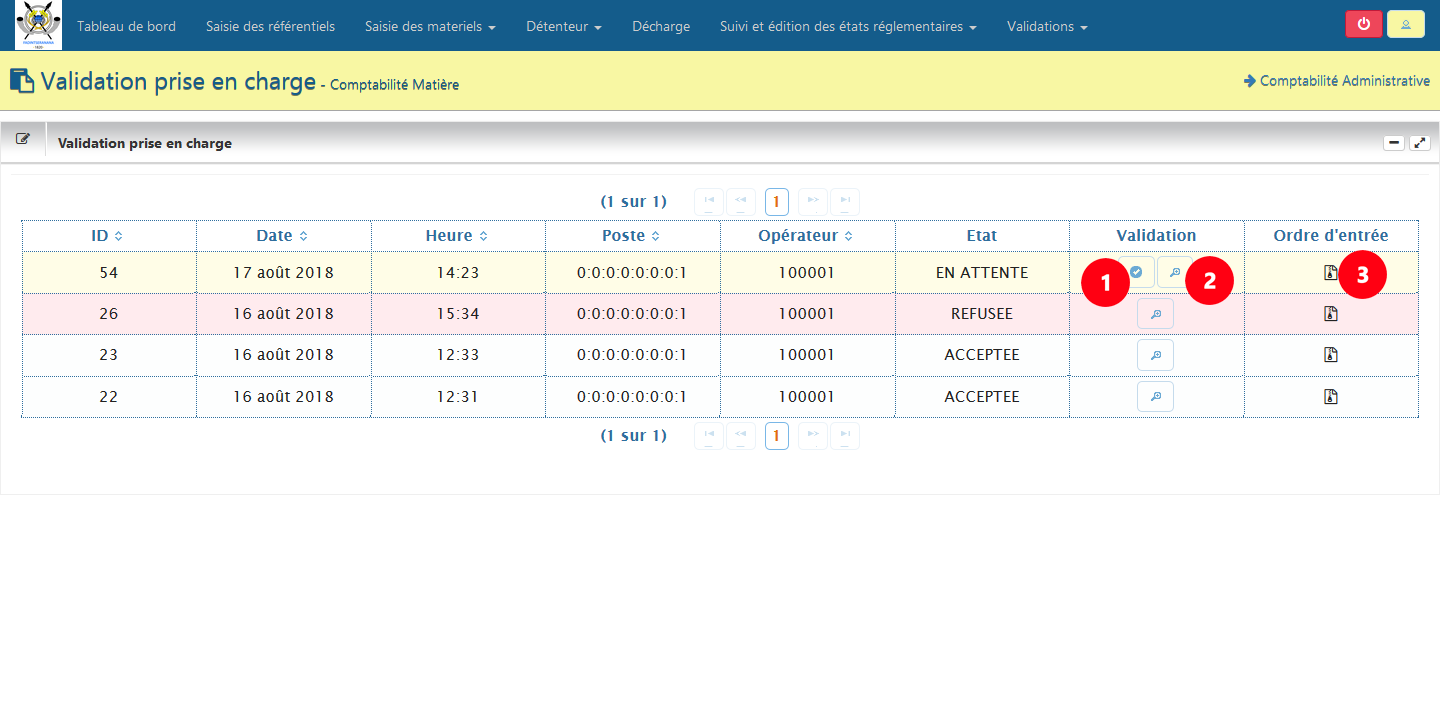 Tableau de bord Saisie des référentiels Saisie des materiels Détenteur Décharge Suivi et édition des états réglementaires Validations
Validation prise en charge - Comptabilité Matière Comptabilité Administrative
Validation prise en charge
(1 sur 1) 1
ID Date Heure Poste Opérateur Etat Validation Ordre d'entrée
54 17 août 2018 14:23 0:0:0:0:0:0:0:1 100001 EN ATTENTE 1 2 3
26 16 août 2018 15:34 0:0:0:0:0:0:0:1 100001 REFUSEE
23 16 août 2018 12:33 0:0:0:0:0:0:0:1 100001 ACCEPTEE
22 16 août 2018 12:31 0:0:0:0:0:0:0:1 100001 ACCEPTEE
(1 sur 1) 1